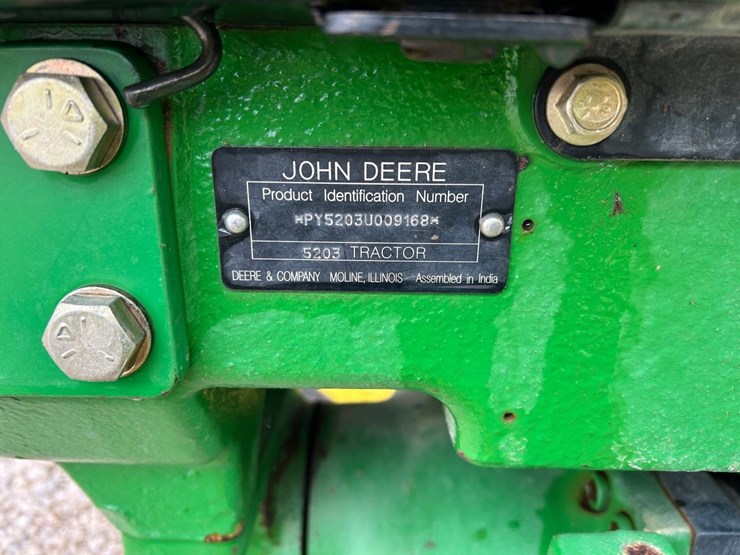 JOHN DEERE
Product Identification Number
*PY5203U009168*
5203 TRACTOR
DEERE & COMPANY MOLINE, ILLINOIS Assembled in India